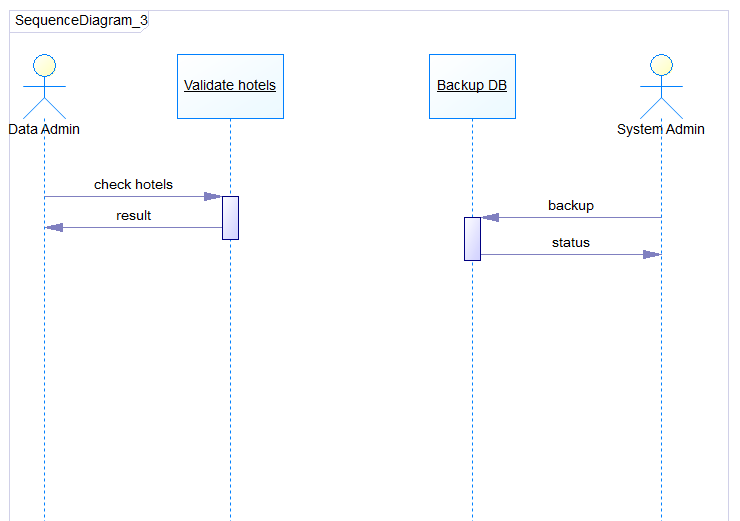 SequenceDiagram_3
Validate hotels
Backup DB
Data Admin
System Admin
check hotels
backup
result
status